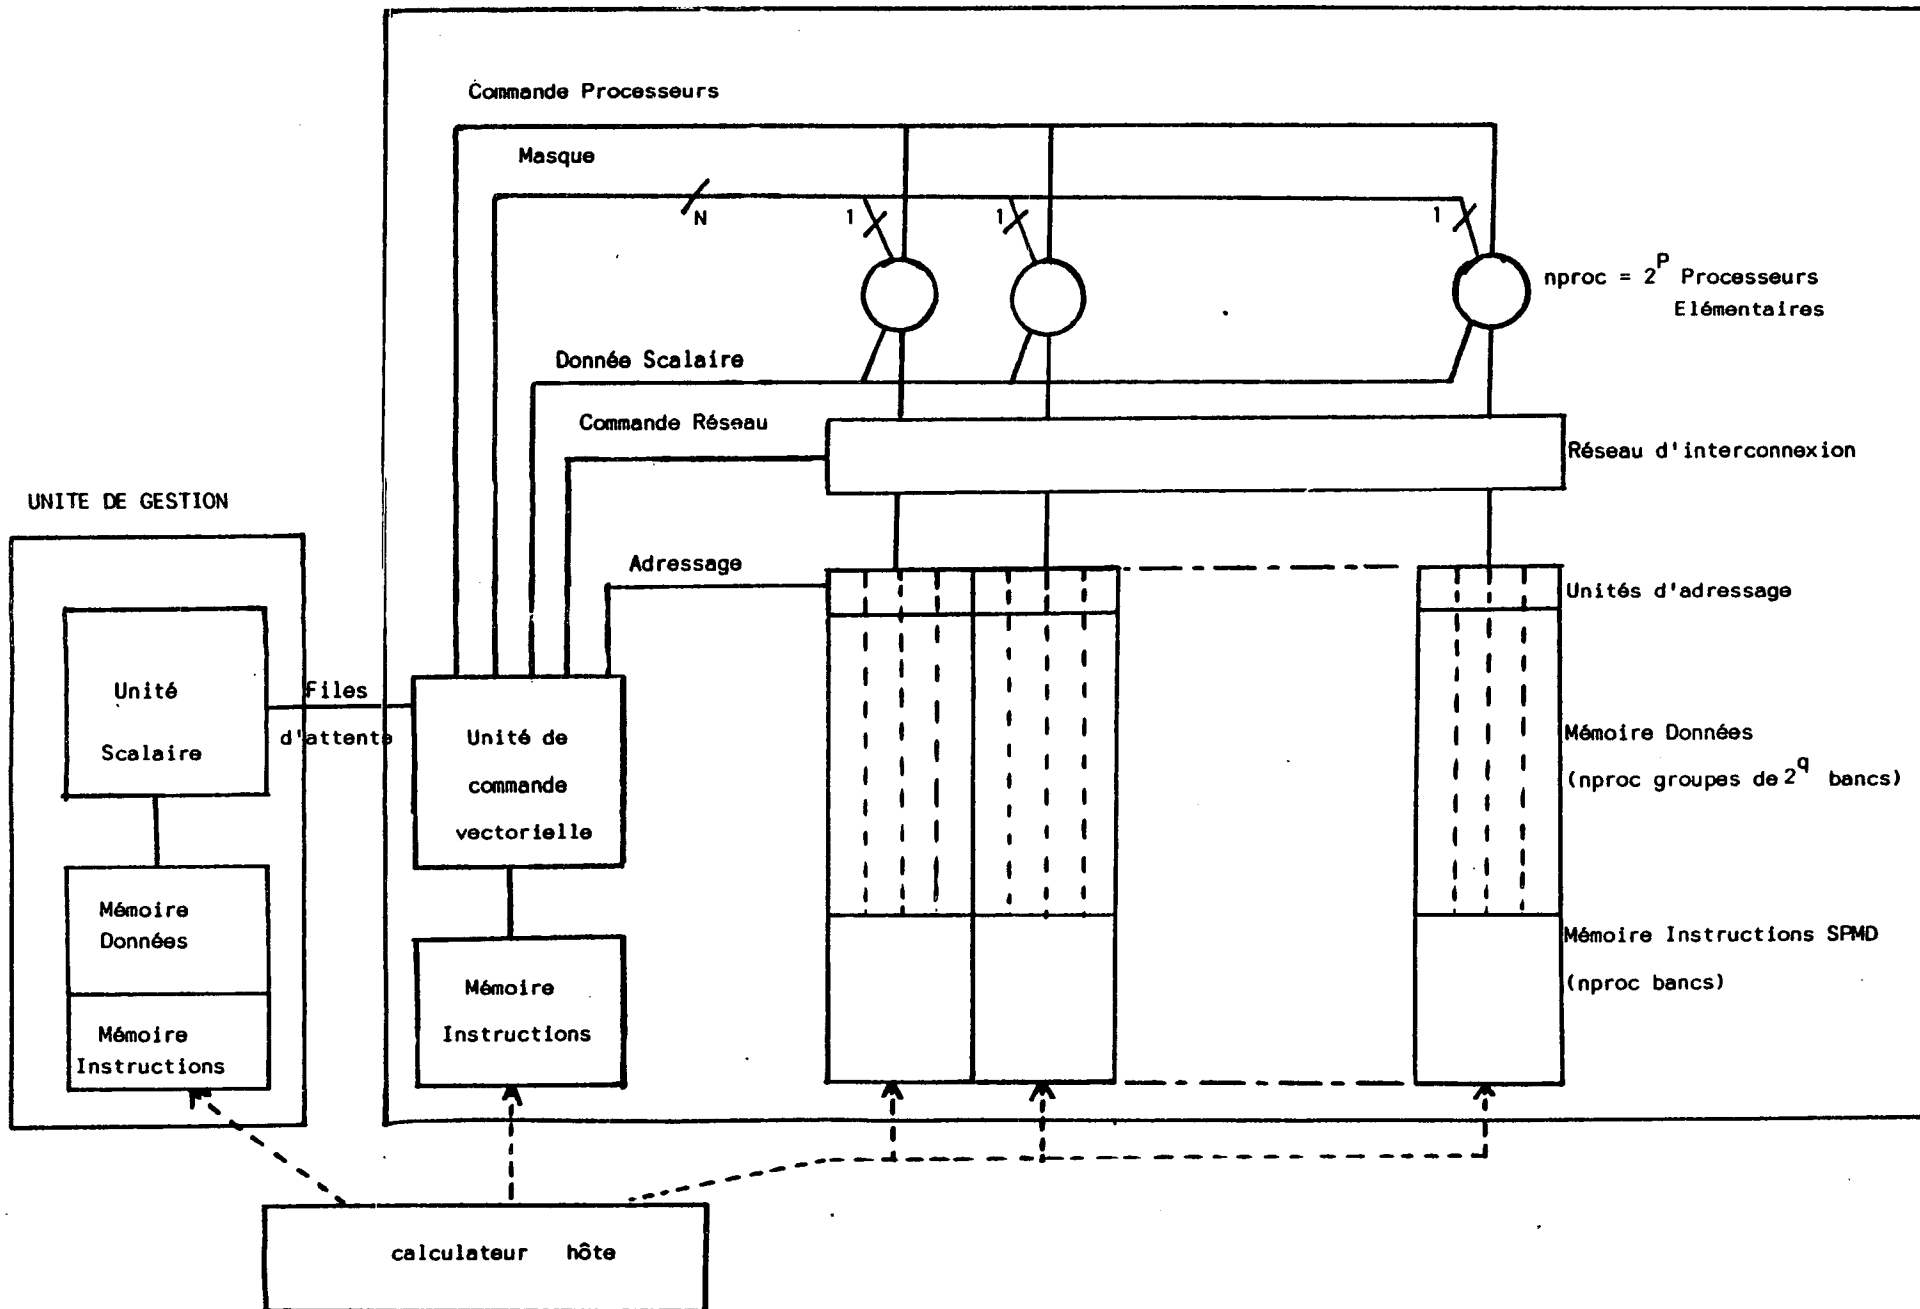 Commande Processeurs
Masque
N
1
1
1
nproc = 2^P Processeurs
Elémentaires
Donnée Scalaire
Commande Réseau
Réseau d'interconnexion
UNITE DE GESTION
Adressage
Unités d'adressage
Unité
Scalaire
Files
d'attente
Unité de
commande
vectorielle
Mémoire Données
(nproc groupes de 2^q bancs)
Mémoire
Données
Mémoire
Instructions
Mémoire
Instructions
Mémoire Instructions SPMD
(nproc bancs)
calculateur hôte